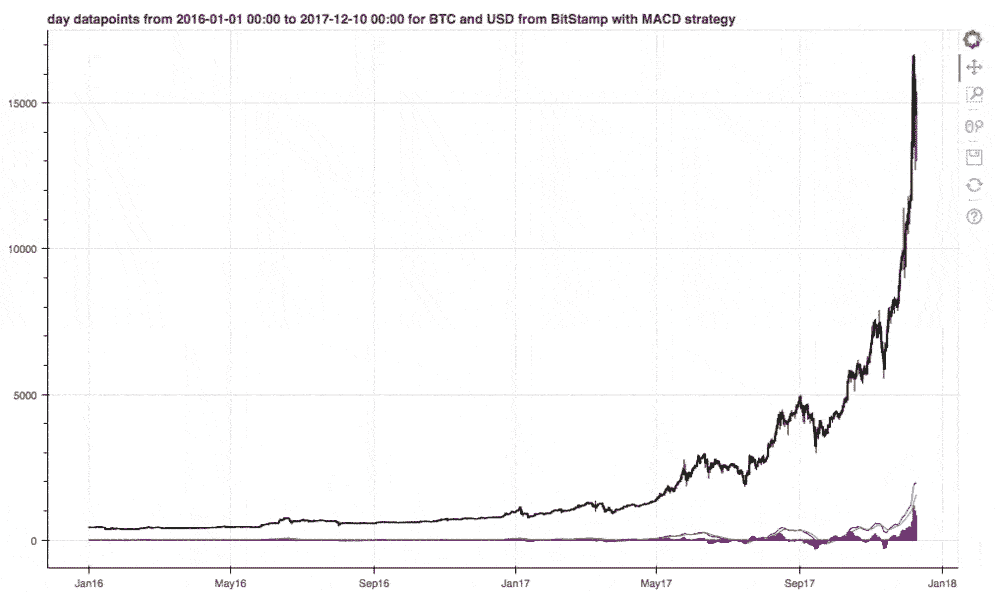 day datapoints from 2016-01-01 00:00 to 2017-12-10 00:00 for BTC and USD from BitStamp with MACD strategy
15000
10000
5000
0
Jan16 May16 Sep16 Jan17 May17 Sep17 Jan18